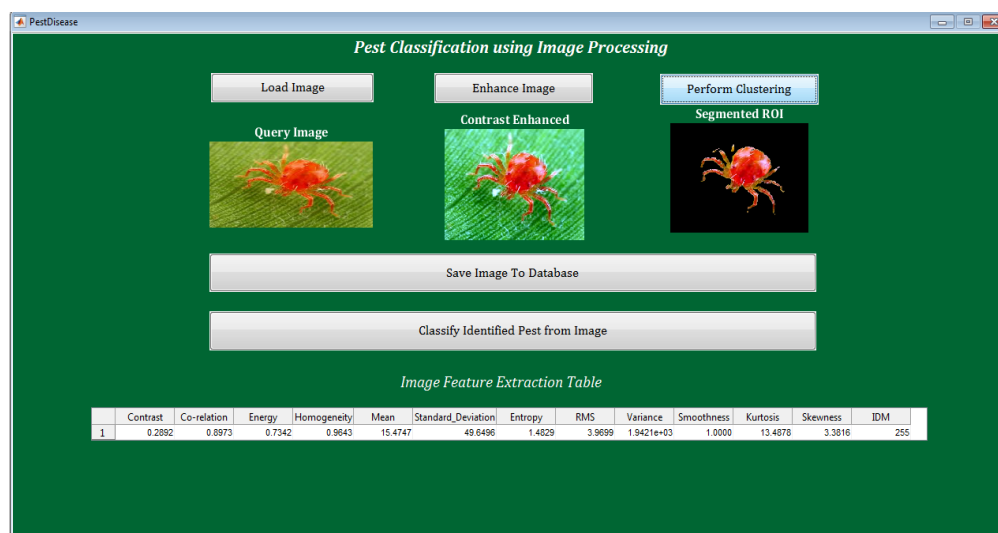 PestDisease
Pest Classification using Image Processing
Load Image
Enhance Image
Perform Clustering
Query Image
Contrast Enhanced
Segmented ROI
Save Image To Database
Classify Identified Pest from Image
Image Feature Extraction Table
Contrast Co-relation Energy Homogeneity Mean Standard_Deviation Entropy RMS Variance Smoothness Kurtosis Skewness IDM
1 0.2892 0.8973 0.7342 0.9643 15.4747 49.6496 1.4829 3.9699 1.9421e+03 1.0000 13.4878 3.3816 255